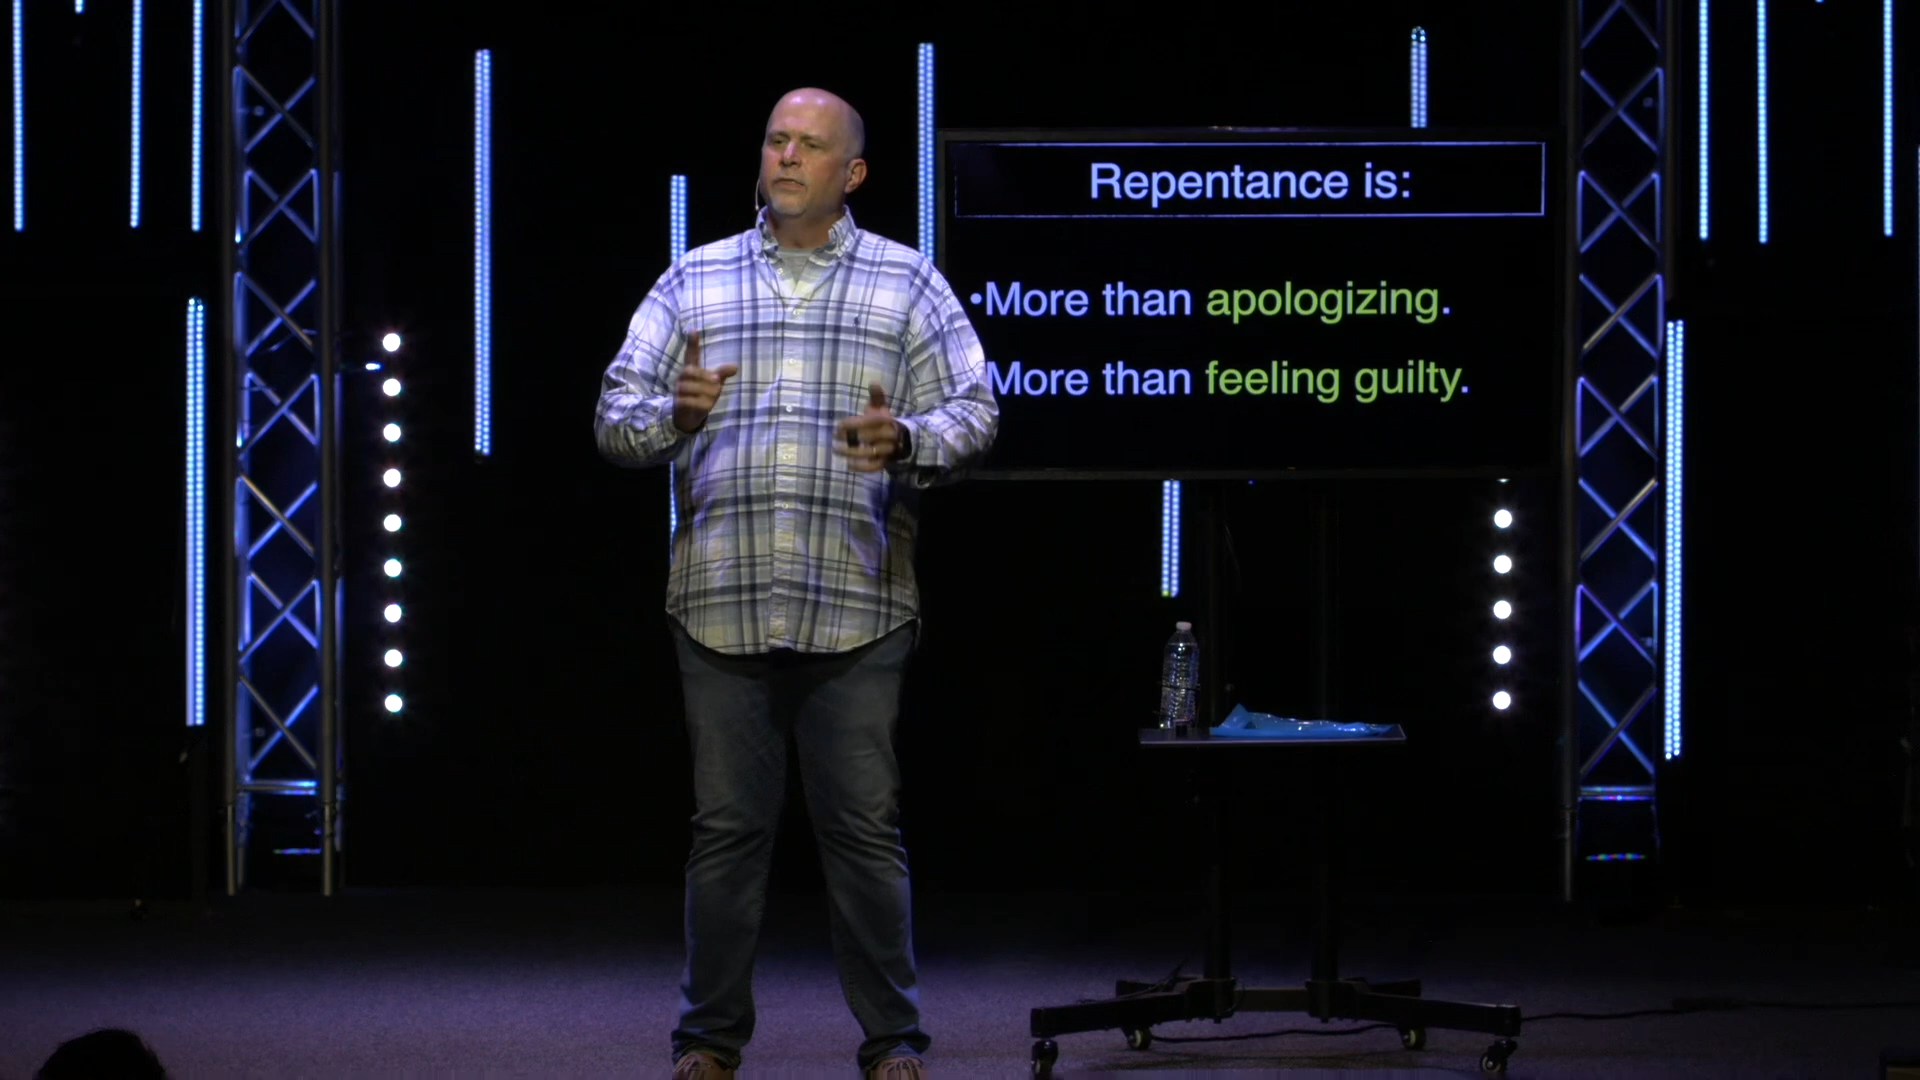 Repentance is:
•More than apologizing.
More than feeling guilty.